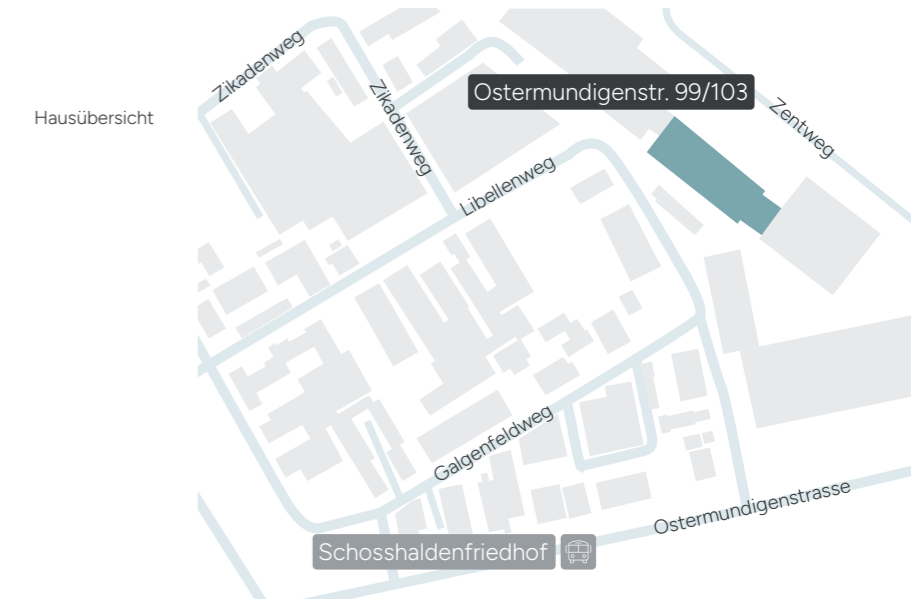 Zikadenweg
Zikadenweg
Ostermundigenstr. 99/103
Hausübersicht
Zentweg
Libellenweg
Galgenfeldweg
Ostermundigenstrasse
Schosshaldenfriedhof